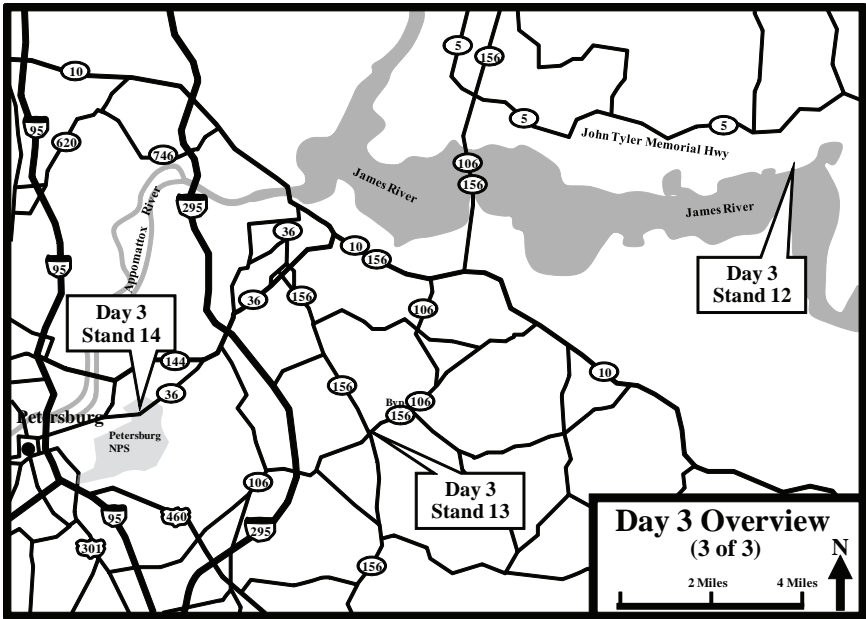 5
156
10
95
620
746
5
John Tyler Memorial Hwy
5
106
156
James River
James River
Appomattox River
295
36
10
156
95
Day 3
Stand 12
36
156
106
Day 3
Stand 14
144
36
156
10
Byp
106
156
Petersburg
Petersburg
NPS
106
Day 3
Stand 13
95
460
295
301
156
Day 3 Overview
(3 of 3)
N
2 Miles
4 Miles